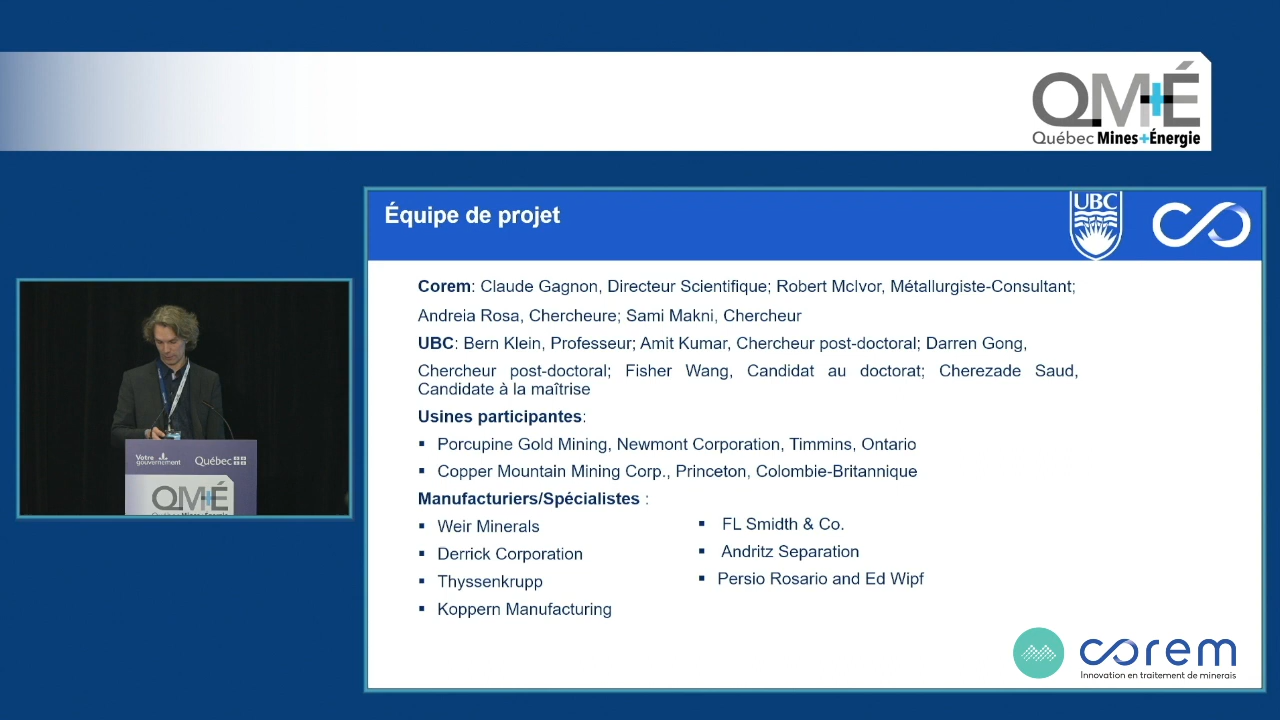 QM+É
Québec Mines+Énergie
Équipe de projet
UBC
Corem: Claude Gagnon, Directeur Scientifique; Robert McIvor, Métallurgiste-Consultant;
Andreia Rosa, Chercheure; Sami Makni, Chercheur
UBC: Bern Klein, Professeur; Amit Kumar, Chercheur post-doctoral; Darren Gong,
Chercheur post-doctoral; Fisher Wang, Candidat au doctorat; Cherezade Saud,
Candidate à la maîtrise
Usines participantes:
▪ Porcupine Gold Mining, Newmont Corporation, Timmins, Ontario
▪ Copper Mountain Mining Corp., Princeton, Colombie-Britannique
Manufacturiers/Spécialistes :
▪ Weir Minerals
▪ Derrick Corporation
▪ Thyssenkrupp
▪ Koppern Manufacturing
▪ FL Smidth & Co.
▪ Andritz Separation
▪ Persio Rosario and Ed Wipf
corem
Innovation en traitement de minerais
Votre
gouvernement
Québec
QM+É
Québec Mines+Énergie